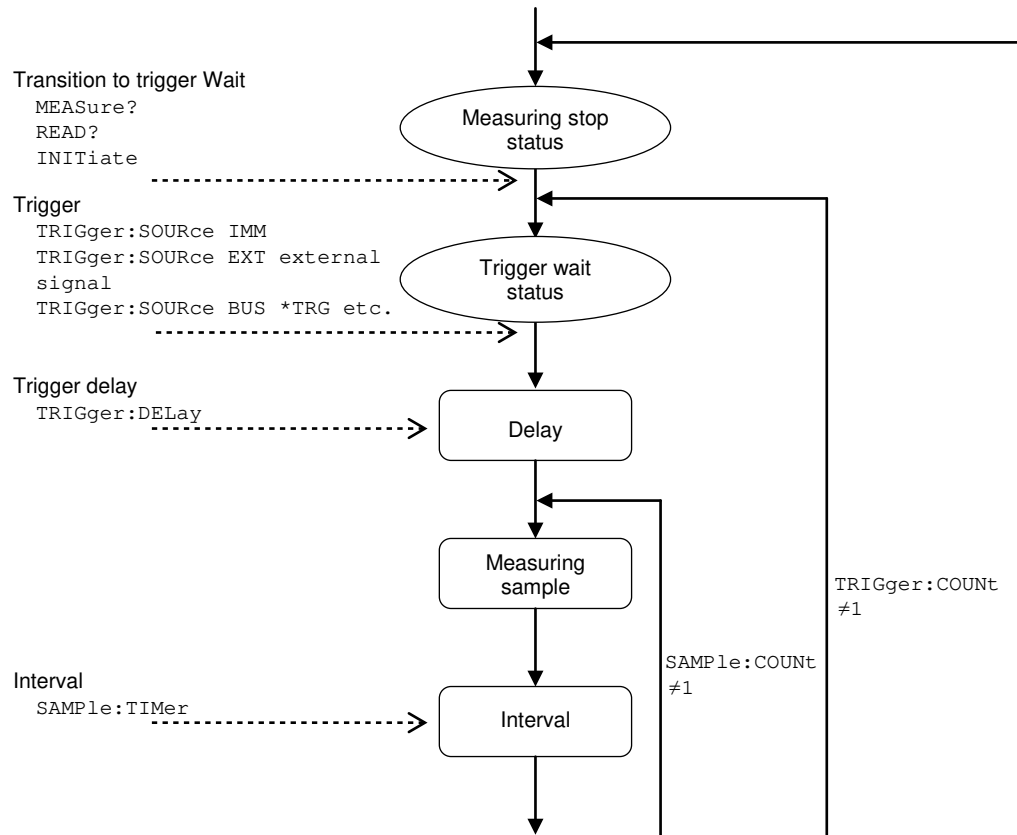 Transition to trigger Wait
MEASure?
READ?
INITiate
Measuring stop
status
Trigger
TRIGger:SOURce IMM
TRIGger:SOURce EXT external
signal
TRIGger:SOURce BUS *TRG etc.
Trigger wait
status
Trigger delay
TRIGger:DELay
Delay
Measuring
sample
TRIGger:COUNt
≠1
SAMPle:COUNt
≠1
Interval
SAMPle:TIMer
Interval